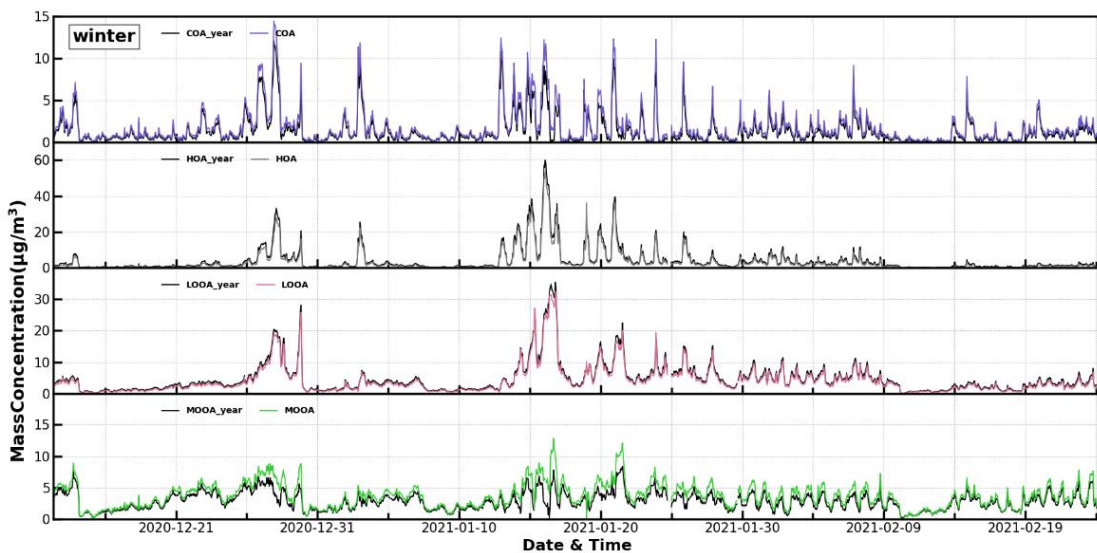 winter
COA_year COA
15
10
5
0
HOA_year HOA
60
40
20
0
LOOA_year LOOA
30
20
10
0
MOOA_year MOOA
15
10
5
0
MassConcentration(μg/m³)
2020-12-21 2020-12-31 2021-01-10 2021-01-20 2021-01-30 2021-02-09 2021-02-19
Date & Time